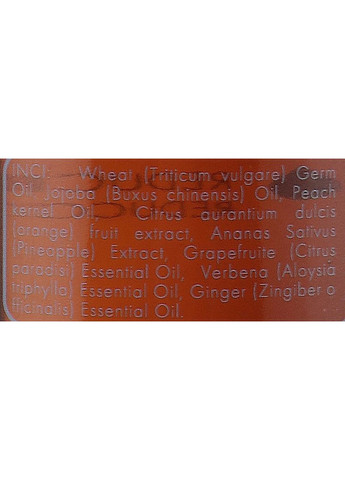 INCI: Wheat (Triticum vulgare) Germ
Oil Jojoba (Buxus chinensis) Oil, Peach
kernel Oil, Citrus aurantium dulcis
(orange) fruit extract, Ananas Sativus
(Pineapple) Extract, Grapefruite (Citrus
paradisi) Essential Oil, Verbena (Aloysia
triphylla) Essential Oil, Ginger (Zingiber o
fficinalis) Essential Oil.